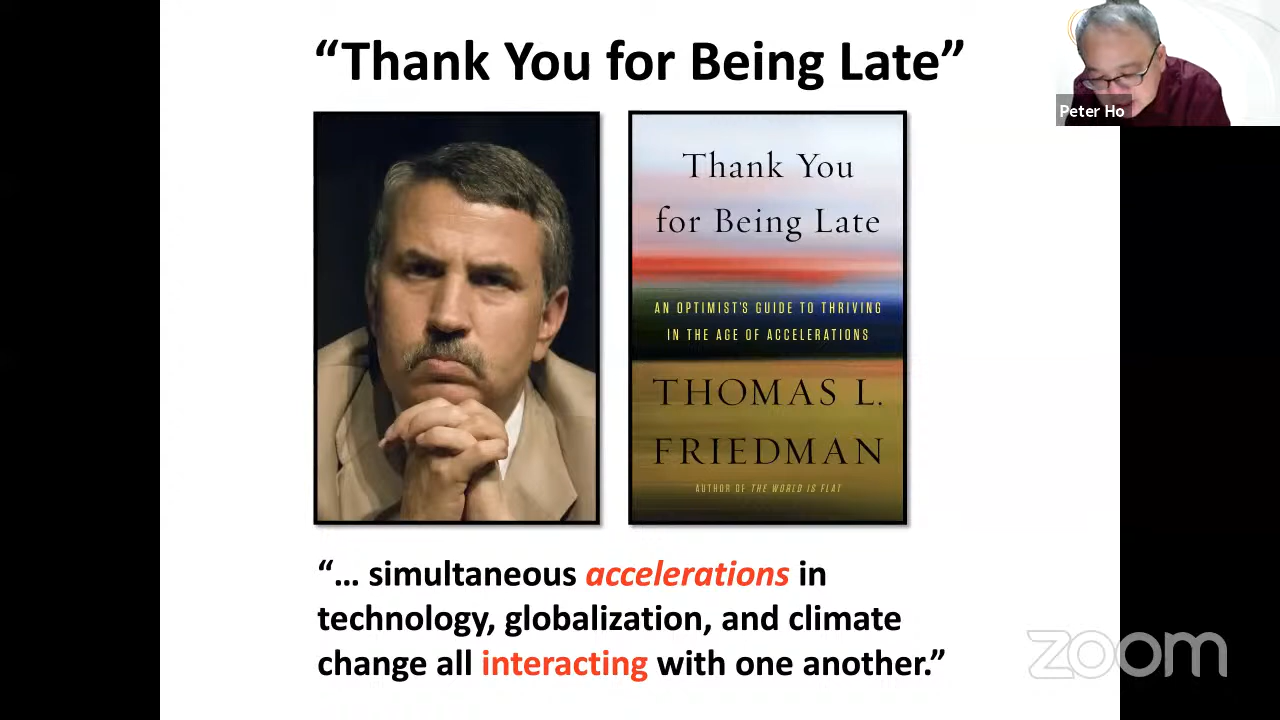 “Thank You for Being Late”
Peter Ho
Thank You
for Being Late
AN OPTIMIST'S GUIDE TO THRIVING
IN THE AGE OF ACCELERATIONS
THOMAS L.
FRIEDMAN
AUTHOR OF THE WORLD IS FLAT
“... simultaneous accelerations in
technology, globalization, and climate
change all interacting with one another.”
zoom